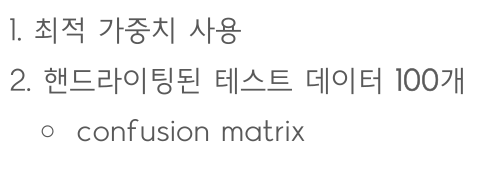 1. 최적 가중치 사용
2. 핸드라이팅된 테스트 데이터 100개
○ confusion matrix